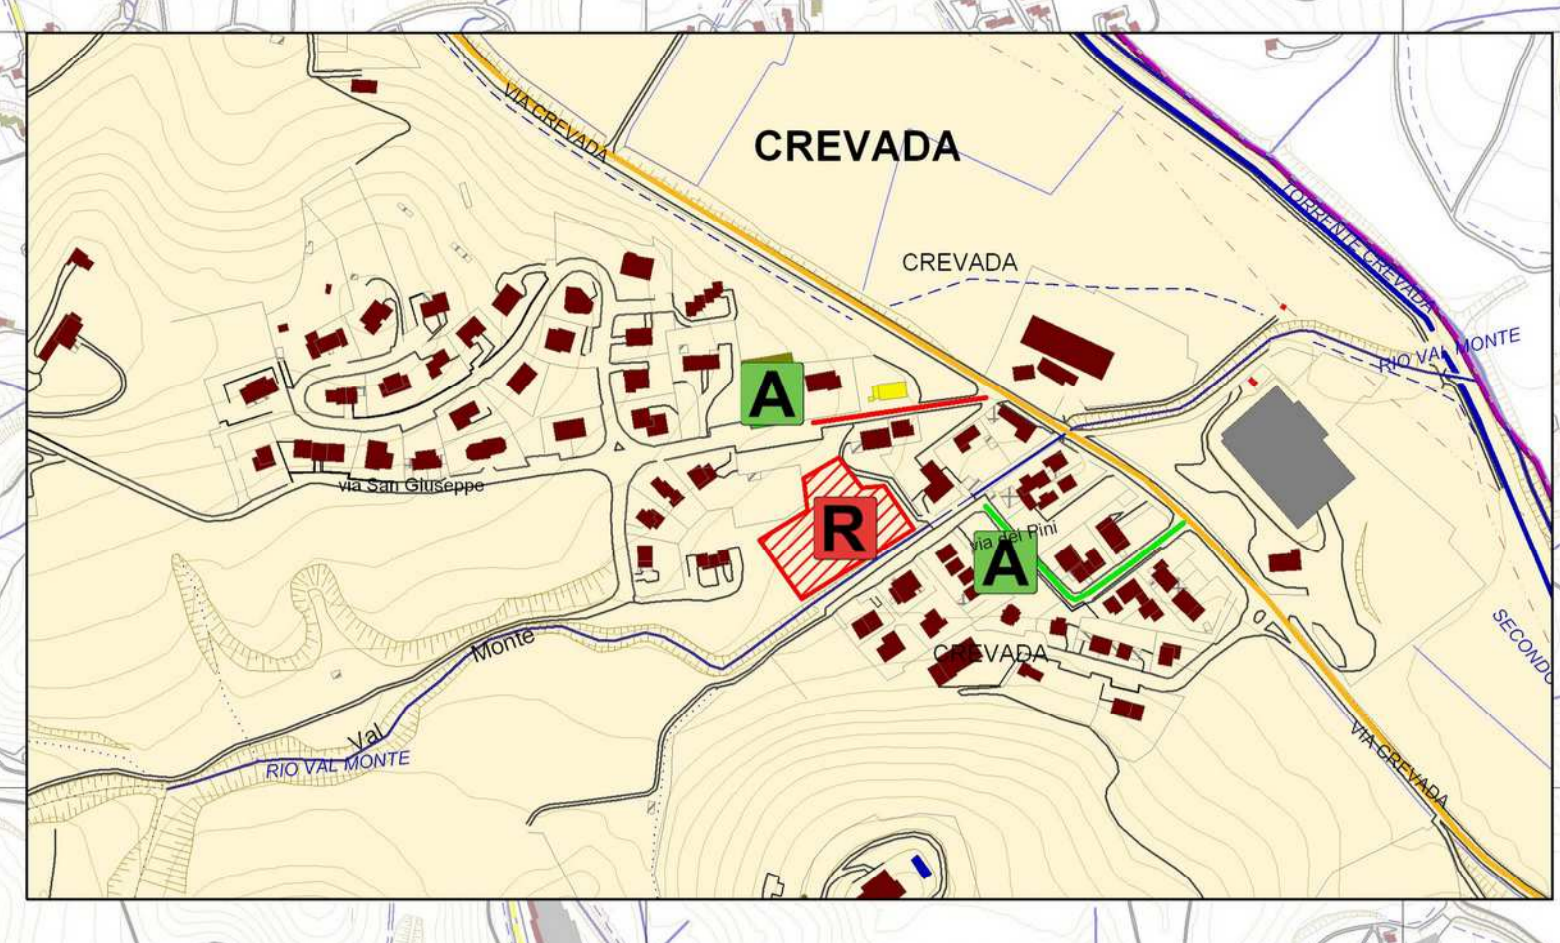 VIA CREVADA
CREVADA
TORRENTE CREVADA
CREVADA
RIO VAL MONTE
A
via San Giuseppe
R
via dei Pini
A
Monte
CREVADA
SECONDO
Val
RIO VAL MONTE
VIA CREVADA